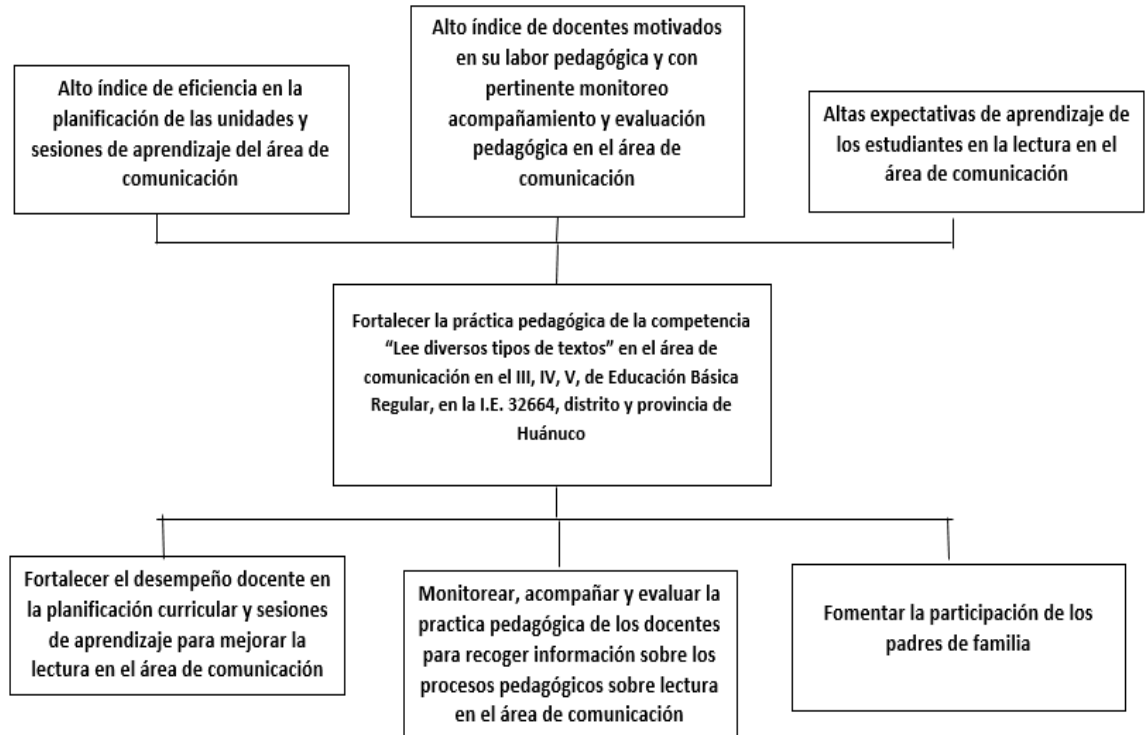 Alto índice de eficiencia en la
planificación de las unidades y
sesiones de aprendizaje del área de
comunicación
Alto índice de docentes motivados
en su labor pedagógica y con
pertinente monitoreo
acompañamiento y evaluación
pedagógica en el área de
comunicación
Altas expectativas de aprendizaje de
los estudiantes en la lectura en el
área de comunicación
Fortalecer la práctica pedagógica de la competencia
“Lee diversos tipos de textos” en el área de
comunicación en el III, IV, V, de Educación Básica
Regular, en la I.E. 32664, distrito y provincia de
Huánuco
Fortalecer el desempeño docente en
la planificación curricular y sesiones
de aprendizaje para mejorar la
lectura en el área de comunicación
Monitorear, acompañar y evaluar la
practica pedagógica de los docentes
para recoger información sobre los
procesos pedagógicos sobre lectura
en el área de comunicación
Fomentar la participación de los
padres de familia